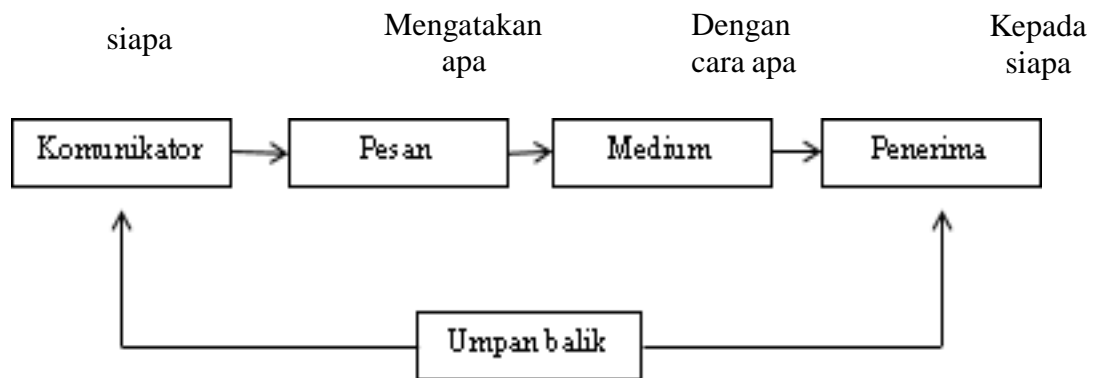 siapa
Mengatakan
apa
Dengan
cara apa
Kepada
siapa
Komunikator
Pesan
Medium
Penerima
Umpan balik